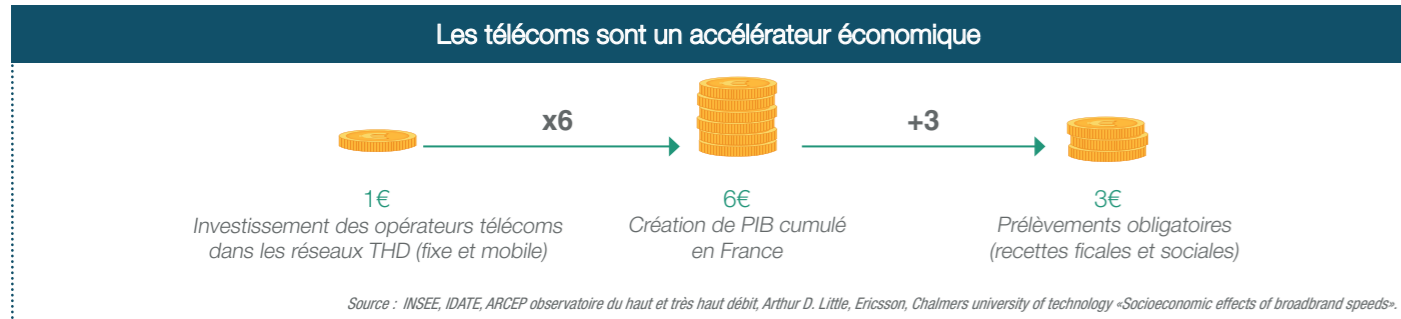 Les télécoms sont un accélérateur économique
x6
+3
1€
6€
3€
Investissement des opérateurs télécoms
dans les réseaux THD (fixe et mobile)
Création de PIB cumulé
en France
Prélèvements obligatoires
(recettes ficales et sociales)
Source : INSEE, IDATE, ARCEP observatoire du haut et très haut débit, Arthur D. Little, Ericsson, Chalmers university of technology «Socioeconomic effects of broadbrand speeds».